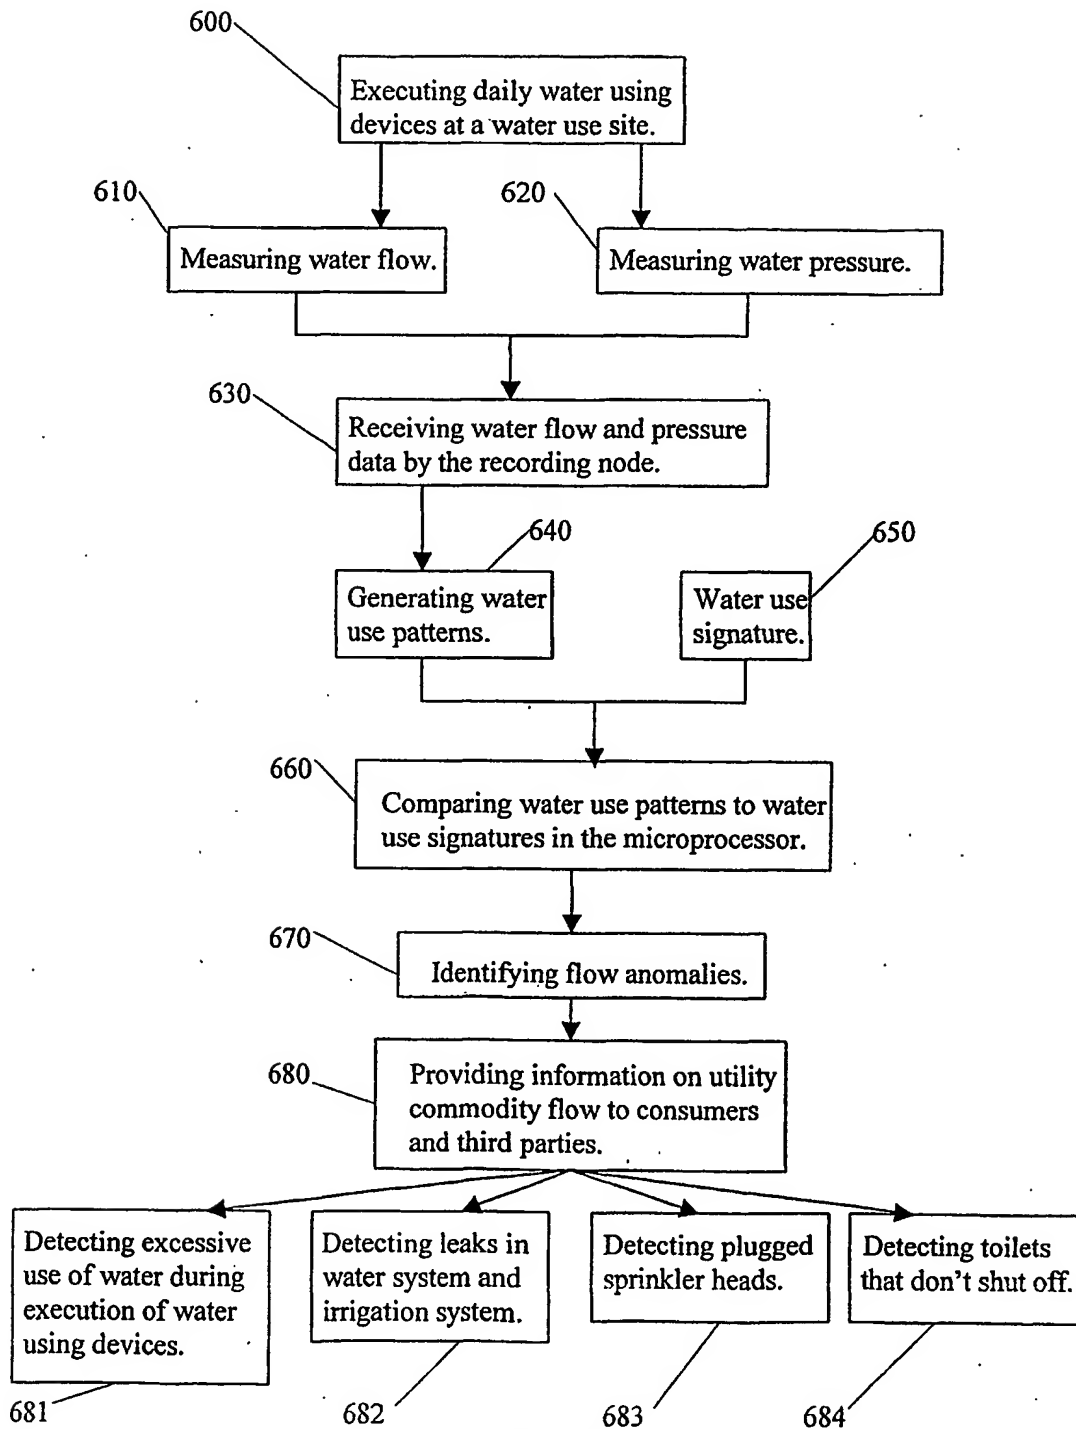 600
Executing daily water using
devices at a water use site.
610
620
Measuring water flow.
Measuring water pressure.
630
Receiving water flow and pressure
data by the recording node.
640
650
Generating water
use patterns.
Water use
signature.
660
Comparing water use patterns to water
use signatures in the microprocessor.
670
Identifying flow anomalies.
680
Providing information on utility
commodity flow to consumers
and third parties.
Detecting excessive
use of water during
execution of water
using devices.
Detecting leaks in
water system and
irrigation system.
Detecting plugged
sprinkler heads.
Detecting toilets
that don't shut off.
681
682
683
684